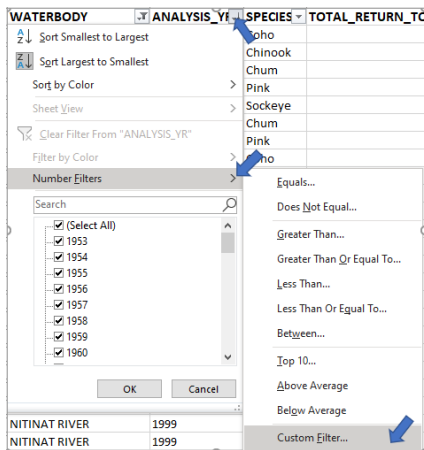 WATERBODY ANALYSIS_YR SPECIES TOTAL_RETURN_TO
Coho
Chinook
Chum
Pink
Sockeye
Chum
Pink
Coho
Sort Smallest to Largest
Sort Largest to Smallest
Sort by Color
Sheet View
Clear Filter From "ANALYSIS_YR"
Filter by Color
Number Filters
Search
(Select All)
1953
1954
1955
1956
1957
1958
1959
1960
OK Cancel
Equals...
Does Not Equal...
Greater Than...
Greater Than Or Equal To...
Less Than...
Less Than Or Equal To...
Between...
Top 10...
Above Average
Below Average
Custom Filter...
NITINAT RIVER 1999
NITINAT RIVER 1999